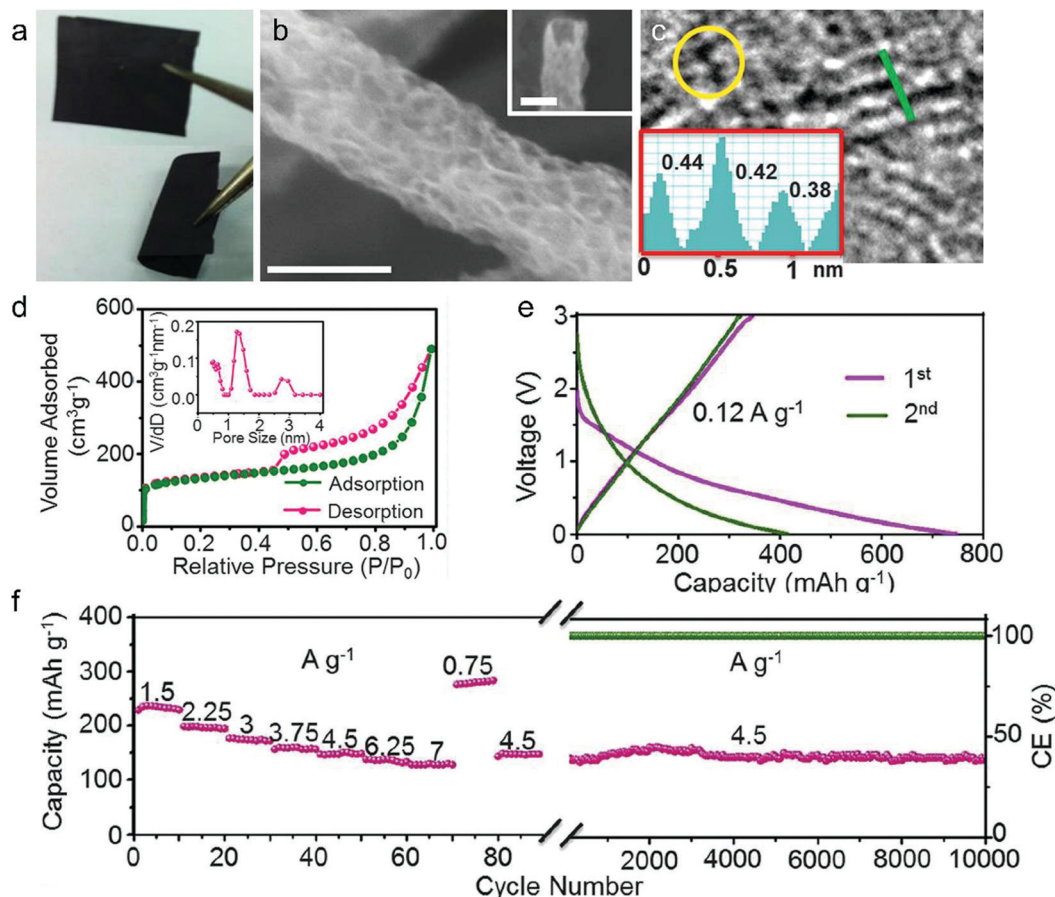 a
b
c
0.44
0.42
0.38
0
0.5
1
nm
d
600
400
200
0
Volume Adsorbed
(cm³g⁻¹)
V/dD (cm³g⁻¹nm⁻¹)
0.2
0.1
0.0
0 1 2 3 4
Pore Size (nm)
Adsorption
Desorption
0.0 0.2 0.4 0.6 0.8 1.0
Relative Pressure (P/P₀)
e
3
2
1
0
Voltage (V)
0.12 A g⁻¹
1ˢᵗ
2ⁿᵈ
0 200 400 600 800
Capacity (mAh g⁻¹)
f
400
300
200
100
0
Capacity (mAh g⁻¹)
A g⁻¹
1.5
2.25
3
3.75
4.5
6.25
7
0.75
4.5
A g⁻¹
4.5
100
50
0
CE (%)
0 20 40 60 80 2000 4000 6000 8000 10000
Cycle Number